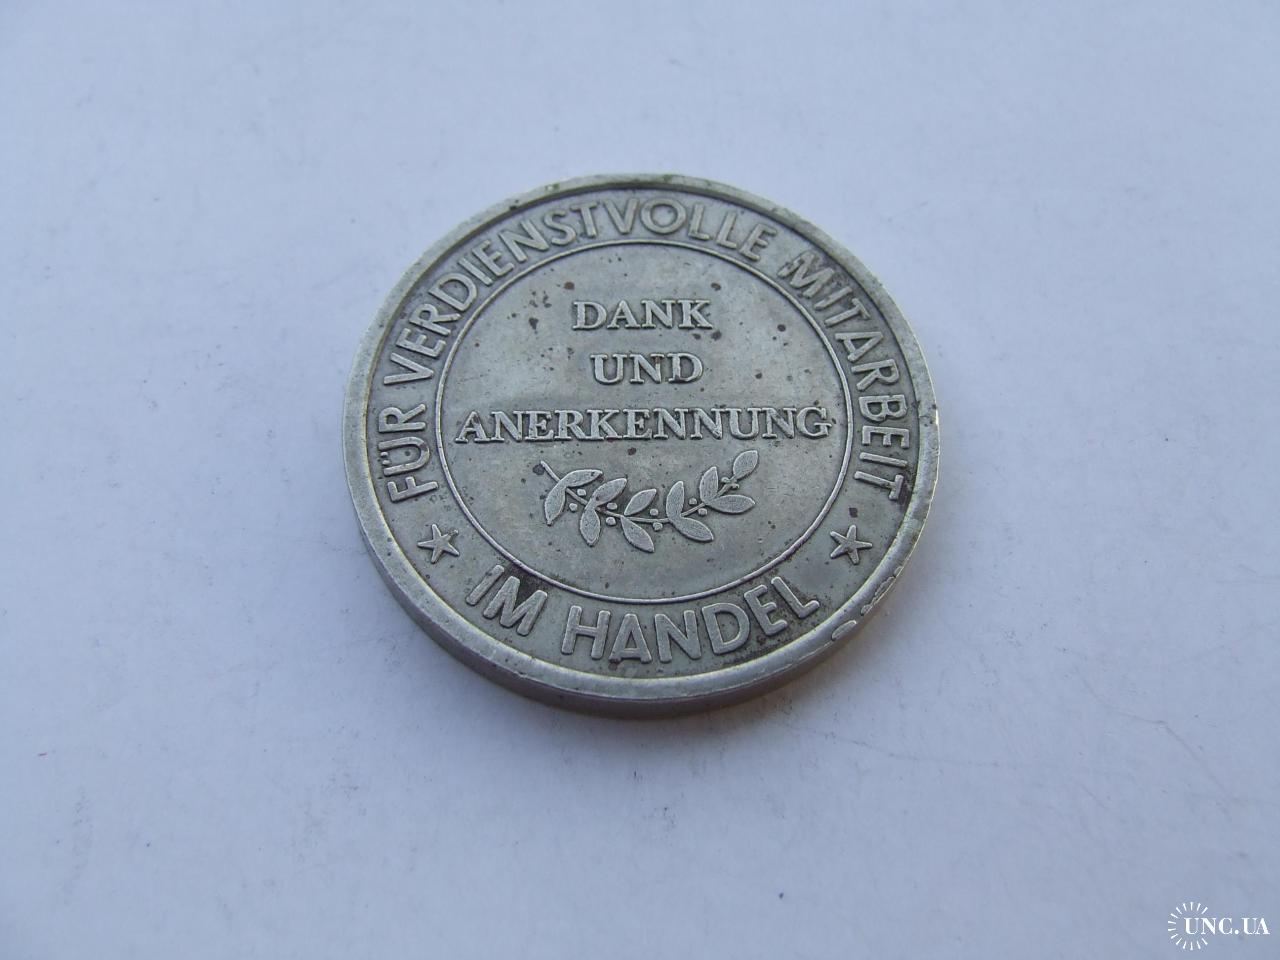 FÜR VERDIENSTVOLLE MITARBEIT
DANK
UND
ANERKENNUNG
IM HANDEL
UNC.UA